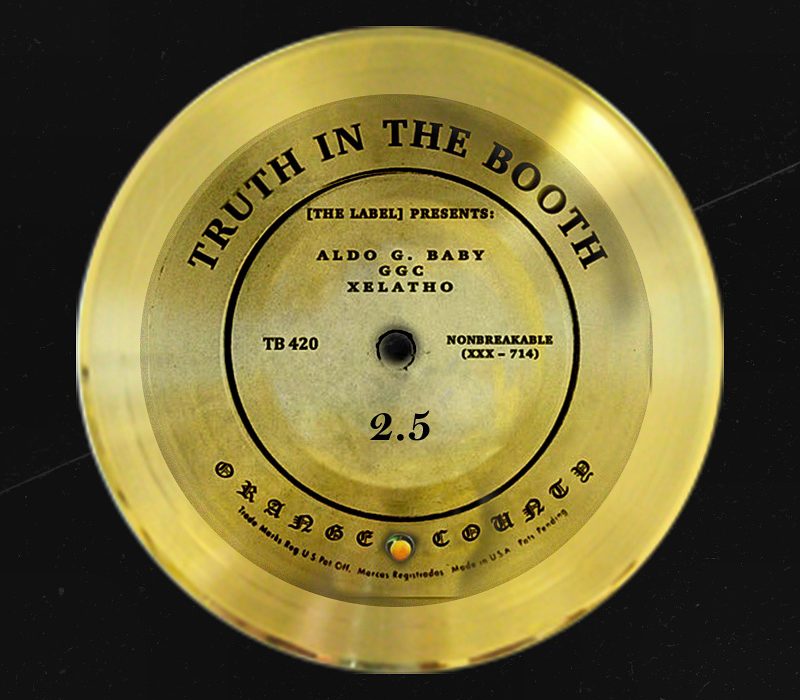 TRUTH IN THE BOOTH
[THE LABEL] PRESENTS:
ALDO G. BABY
GGC
XELATHO
TB 420
NONBREAKABLE
(XXX – 714)
2.5
ORANGE COUNTY
Trade Marks Reg U.S. Pat Off. Marcas Registradas Made in U.S.A. Pats Pending